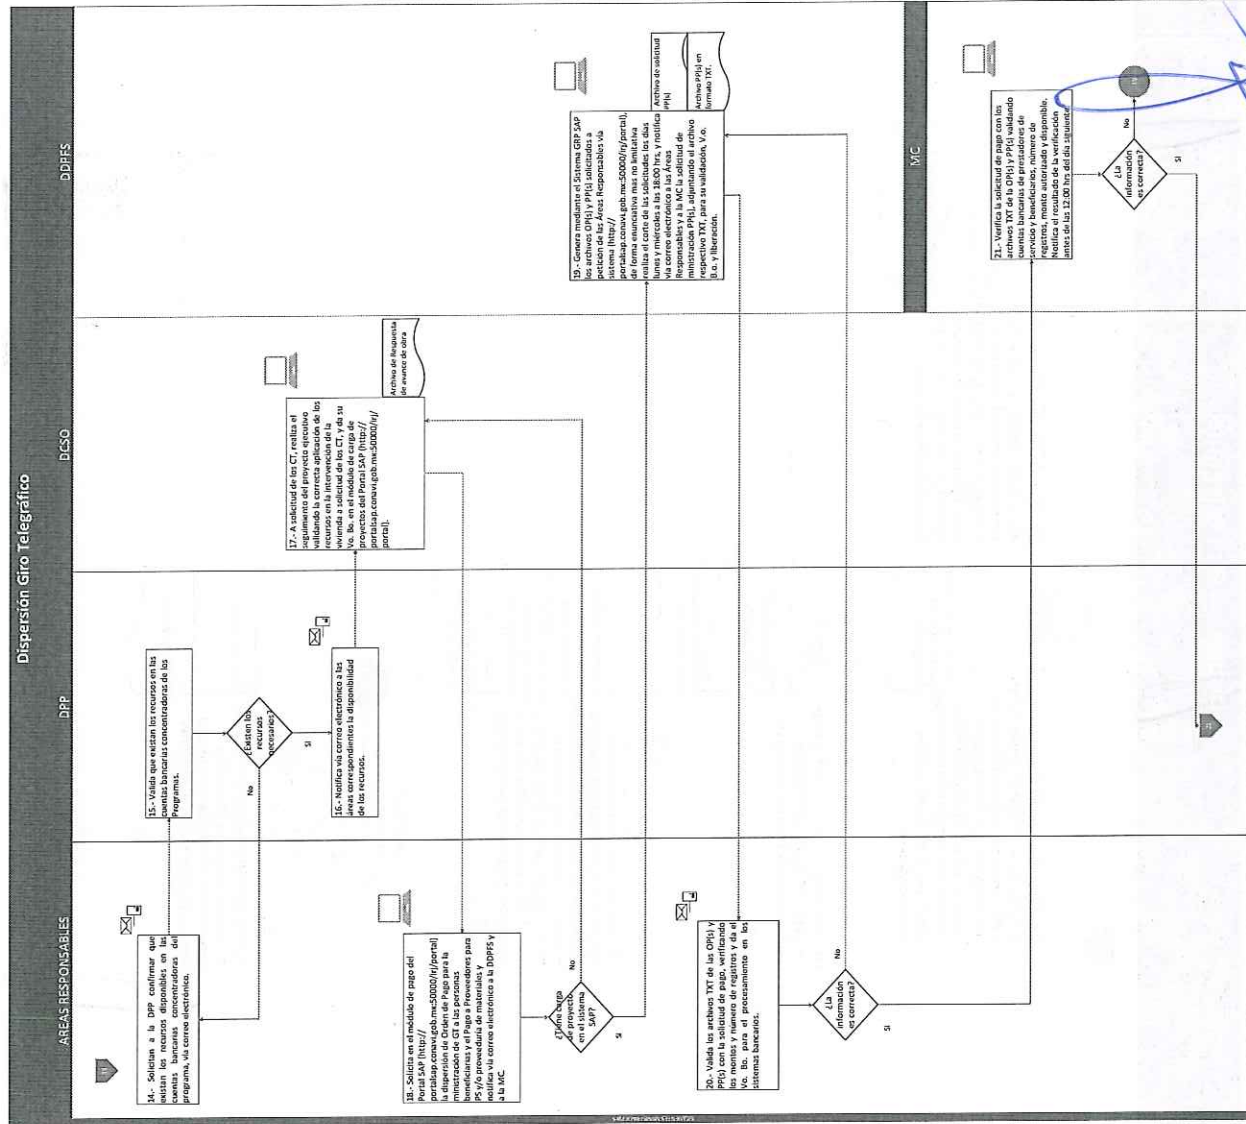 Dispersión Giro Telegráfico
AREAS RESPONSABLES
DPP
DCSO
DDPFS
14.- Solicitan a la DPP confirmar que
existan los recursos disponibles en las
cuentas bancarias concentradoras del
programa, vía correo electrónico.
15.- Valida que existan los recursos en las
cuentas bancarias concentradoras de los
Programas.
¿Existen los
recursos
necesarios?
No
SI
16.- Notifica vía correo electrónico a las
áreas correspondientes la disponibilidad
de los recursos.
17.- A solicitud de los CT, realiza el
seguimiento del proyecto ejecutivo
validando la correcta aplicación de los
recursos en la intervención de la
vivienda a solicitud de los CT, y da su
Vo. Bo. en el módulo de carga de
proyectos del Portal SAP (http://
portalsap.conavi.gob.mx:50000/irj/
portal).
Archivo de Respuesta
de avance de obra
18.- Solicita en el módulo de pago del
Portal SAP (http://
portalsap.conavi.gob.mx:50000/irj/portal)
la dispersión de Orden de Pago para la
ministración de GT a las personas
beneficiarias y el Pago a Proveedores para
PS y/o proveeduría de materiales y
notifica vía correo electrónico a la DDPFS y
a la MC.
¿Tiene carga
de proyecto
en el sistema
SAP?
No
SI
19.- Genera mediante el Sistema GRP SAP
los archivos OP(s) y PP(s) solicitados a
petición de las Áreas Responsables vía
sistema (http://
portalsap.conavi.gob.mx:50000/irj/portal),
de forma enunciativa mas no limitativa
realiza el corte de las solicitudes los días
lunes y miércoles a las 18:00 hrs, y notifica
vía correo electrónico a las Áreas
Responsables y a la MC la solicitud de
ministración PP(s), adjuntando el archivo
respectivo TXT, para su validación, V.o.
B.o. y liberación.
Archivo de solicitud
PP(s)
Archivo PP(s) en
formato TXT.
20.- Valida los archivos TXT de las OP(s) y
PP(s) con la solicitud de pago, verificando
los montos y número de registros y da el
Vo. Bo. para el procesamiento en los
sistemas bancarios.
¿La
información
es correcta?
No
SI
MC
21.- Verifica la solicitud de pago con los
archivos TXT de la OP(s) y PP(s) validando
cuentas bancarias de prestadores de
servicio y beneficiarios, número de
registros, monto autorizado y disponible.
Notifica el resultado de la verificación
antes de las 12:00 hrs del día siguiente
¿La
información
es correcta?
No
SI